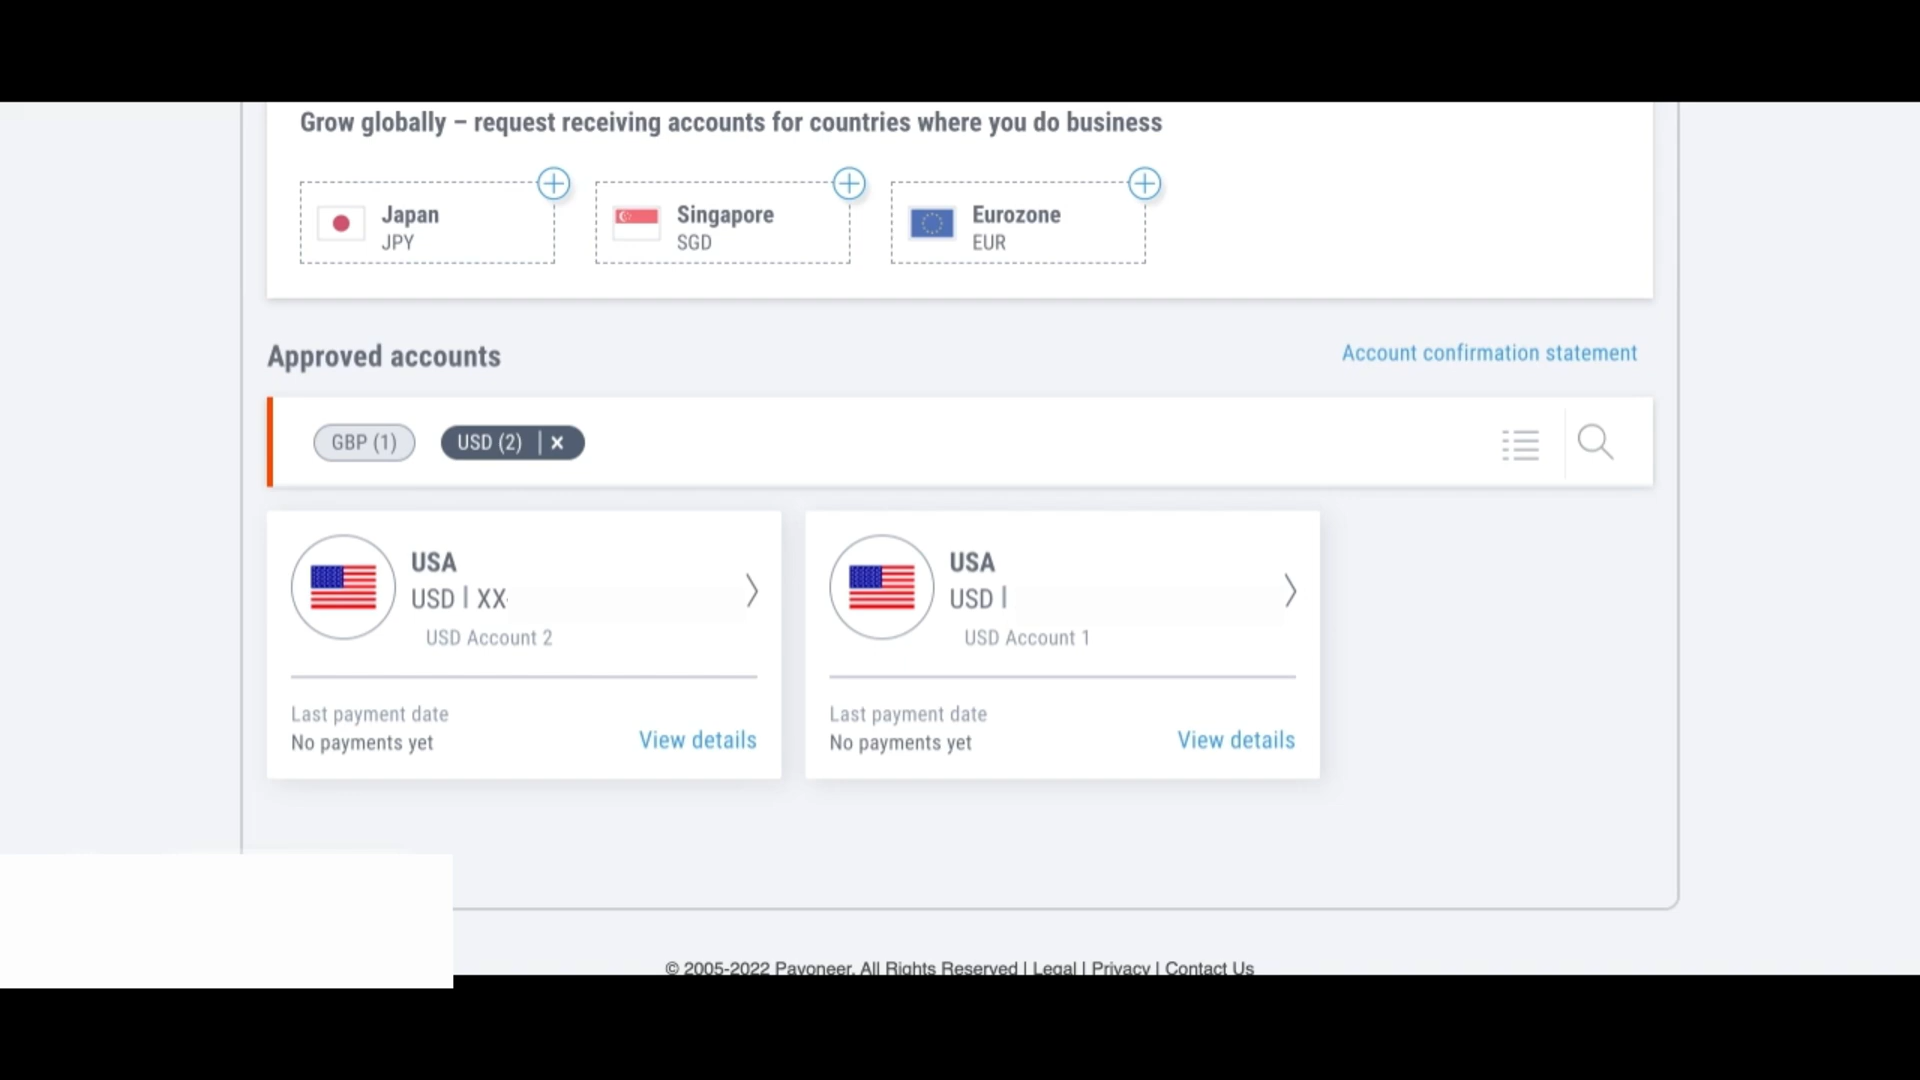 Grow globally – request receiving accounts for countries where you do business
Japan
JPY
Singapore
SGD
Eurozone
EUR
Approved accounts
Account confirmation statement
GBP (1)
USD (2) | ×
USA
USD | XX-
USD Account 2
Last payment date
No payments yet
View details
USA
USD |
USD Account 1
Last payment date
No payments yet
View details
© 2005-2022 Payoneer, All Rights Reserved | Legal | Privacy | Contact Us